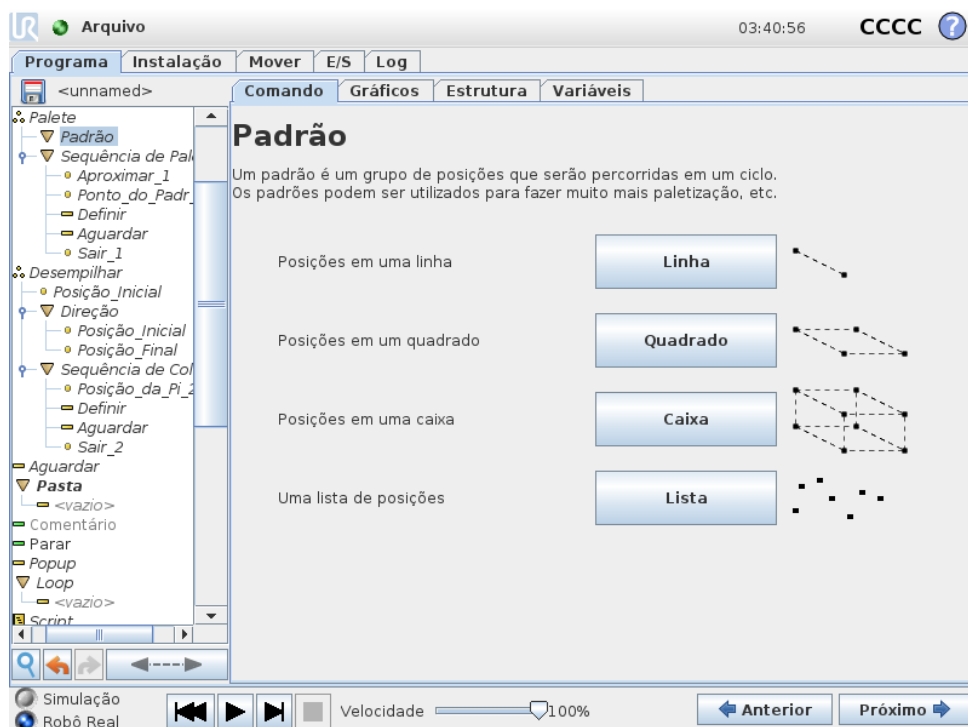 UR Arquivo 03:40:56 CCCC ?
Programa Instalação Mover E/S Log
<unnamed> Comando Gráficos Estrutura Variáveis
Palete
Padrão
Sequência de Pal
Aproximar_1
Ponto_do_Padr
Definir
Aguardar
Sair_1
Desempilhar
Posição_Inicial
Direção
Posição_Inicial
Posição_Final
Sequência de Col
Posição_da_Pi_2
Definir
Aguardar
Sair_2
Aguardar
Pasta
<vazio>
Comentário
Parar
Popup
Loop
<vazio>
Script
Padrão
Um padrão é um grupo de posições que serão percorridas em um ciclo.
Os padrões podem ser utilizados para fazer muito mais paletização, etc.
Posições em uma linha Linha
Posições em um quadrado Quadrado
Posições em uma caixa Caixa
Uma lista de posições Lista
Simulação
Robô Real
Velocidade 100% Anterior Próximo